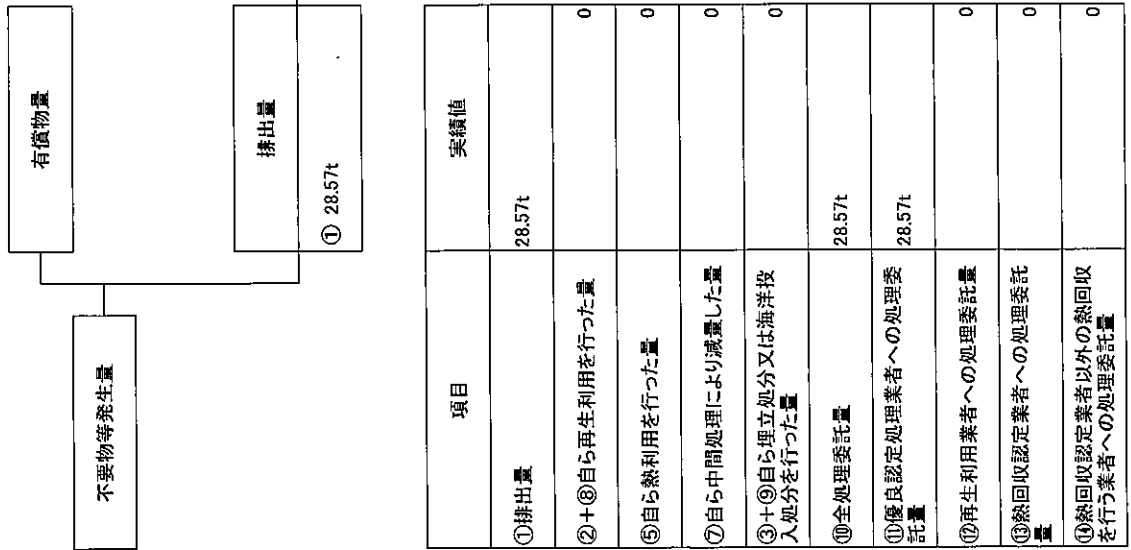 不要物等発生量
有償物量
排出量
① 28.57t
項目 実績値
①排出量 28.57t
②+⑧自ら再生利用を行った量 0
⑤自ら熱利用を行った量 0
⑦自ら中間処理により減量した量 0
③+⑨自ら埋立処分又は海洋投
入処分を行った量 0
⑩全処理委託量 28.57t
⑪優良認定処理業者への処理委
託量 28.57t
⑫再生利用業者への処理委託量 0
⑬熱回収認定業者への処理委託
量 0
⑭熱回収認定業者以外の熱回収
を行う業者への処理委託量 0